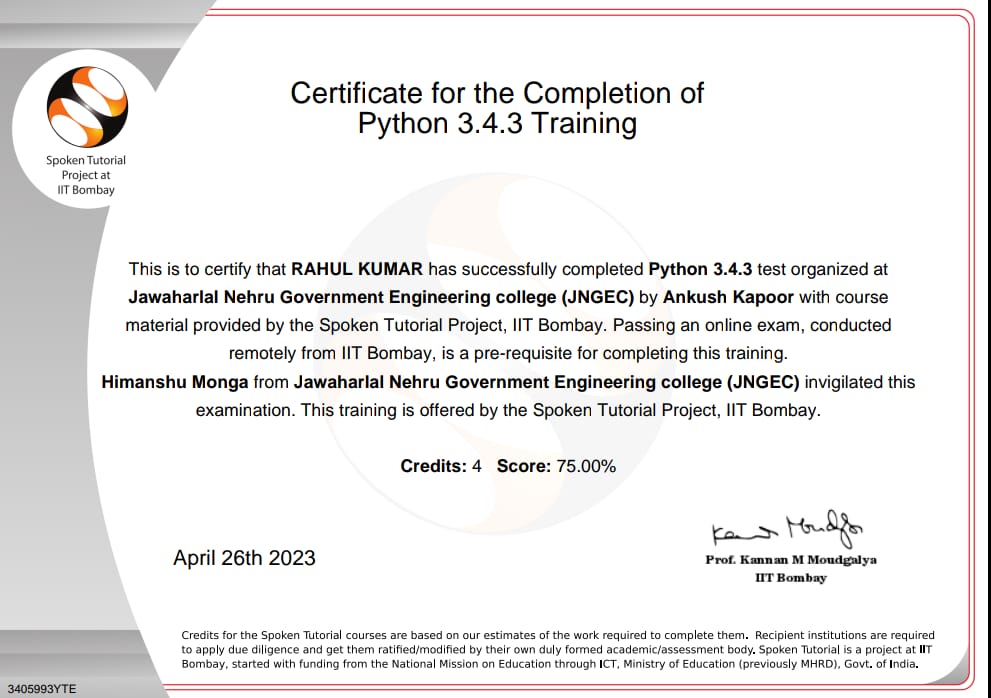 Certificate for the Completion of
Python 3.4.3 Training
Spoken Tutorial
Project at
IIT Bombay
This is to certify that RAHUL KUMAR has successfully completed Python 3.4.3 test organized at
Jawaharlal Nehru Government Engineering college (JNGEC) by Ankush Kapoor with course
material provided by the Spoken Tutorial Project, IIT Bombay. Passing an online exam, conducted
remotely from IIT Bombay, is a pre-requisite for completing this training.
Himanshu Monga from Jawaharlal Nehru Government Engineering college (JNGEC) invigilated this
examination. This training is offered by the Spoken Tutorial Project, IIT Bombay.
Credits: 4 Score: 75.00%
April 26th 2023
Prof. Kannan M Moudgalya
IIT Bombay
Credits for the Spoken Tutorial courses are based on our estimates of the work required to complete them. Recipient institutions are required
to apply due diligence and get them ratified/modified by their own duly formed academic/assessment body. Spoken Tutorial is a project at IIT
Bombay, started with funding from the National Mission on Education through ICT, Ministry of Education (previously MHRD), Govt. of India.
3405993YTE